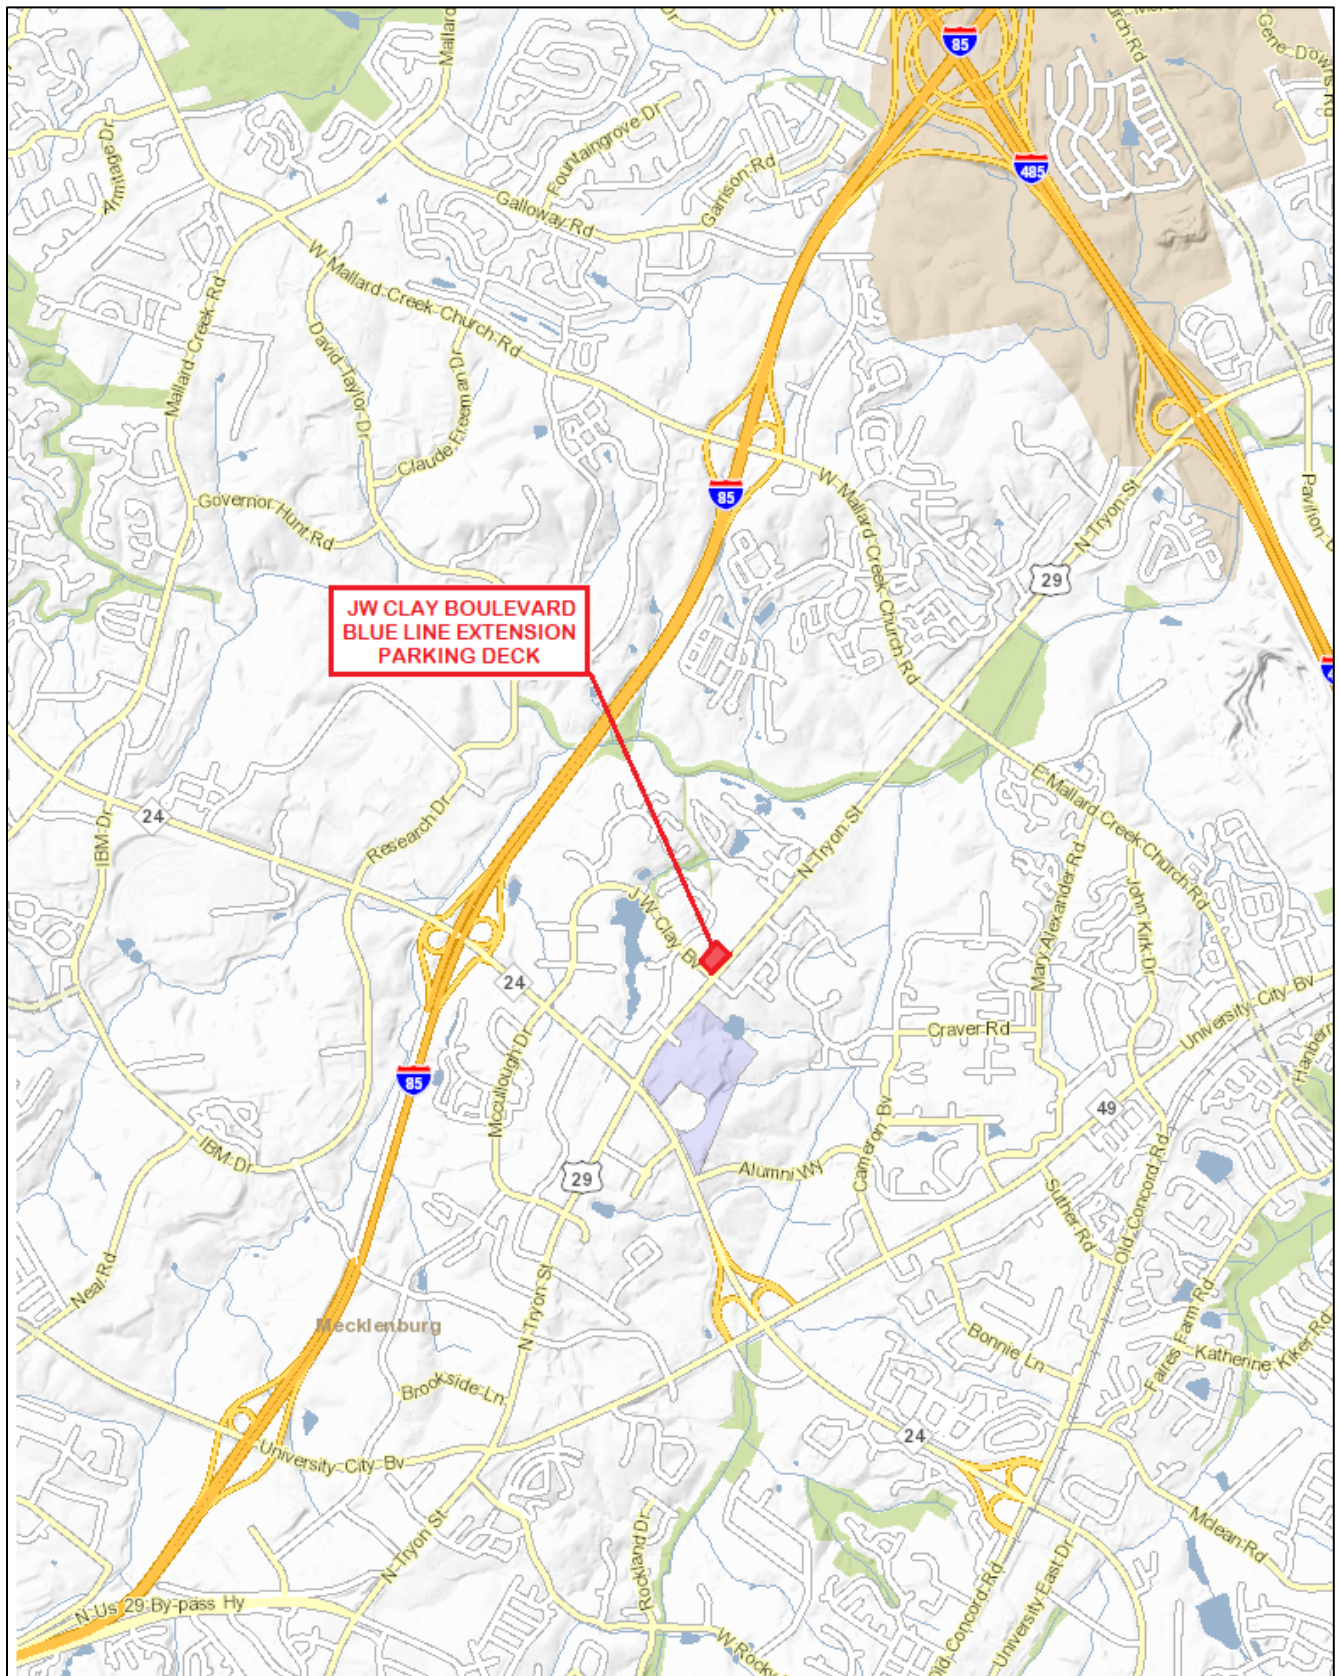 Mallard
85
Gene-Downs-Rd
Armitage-Dr
Fountaingrove-Dr
Garrison-Rd
485
Galloway-Rd
W-Mallard-Creek-Church-Rd
Mallard-Creek-Rd
David-Taylor-Dr
Claude-Freeman-Dr
Governor-Hunt-Rd
85
W-Mallard-Creek-Church-Rd
N-Tryon-St
29
Pavilion
JW CLAY BOULEVARD
BLUE LINE EXTENSION
PARKING DECK
24
IBM-Dr
Research-Dr
N-Tryon-St
E-Mallard-Creek-Church-Rd
Mary-Alexander-Rd
John-Kirk-Dr
J-W-Clay-Bv
24
Mccullough-Dr
Craver-Rd
University-City-Bv
85
49
IBM-Dr
29
Alumni-Wy
Cameron-Bv
Suther-Rd
Old-Concord-Rd
Neal-Rd
N-Tryon-St
Mecklenburg
Brookside-Ln
Bonnie-Ln
Faires-Farm-Rd
Katherine-Kiker-Rd
University-City-Bv
24
N-Tryon-St
Rockland-Dr
Mclean-Rd
N-Us 29-By-pass Hy
W-Rocky
Old-Concord-Rd
University-East-Dr